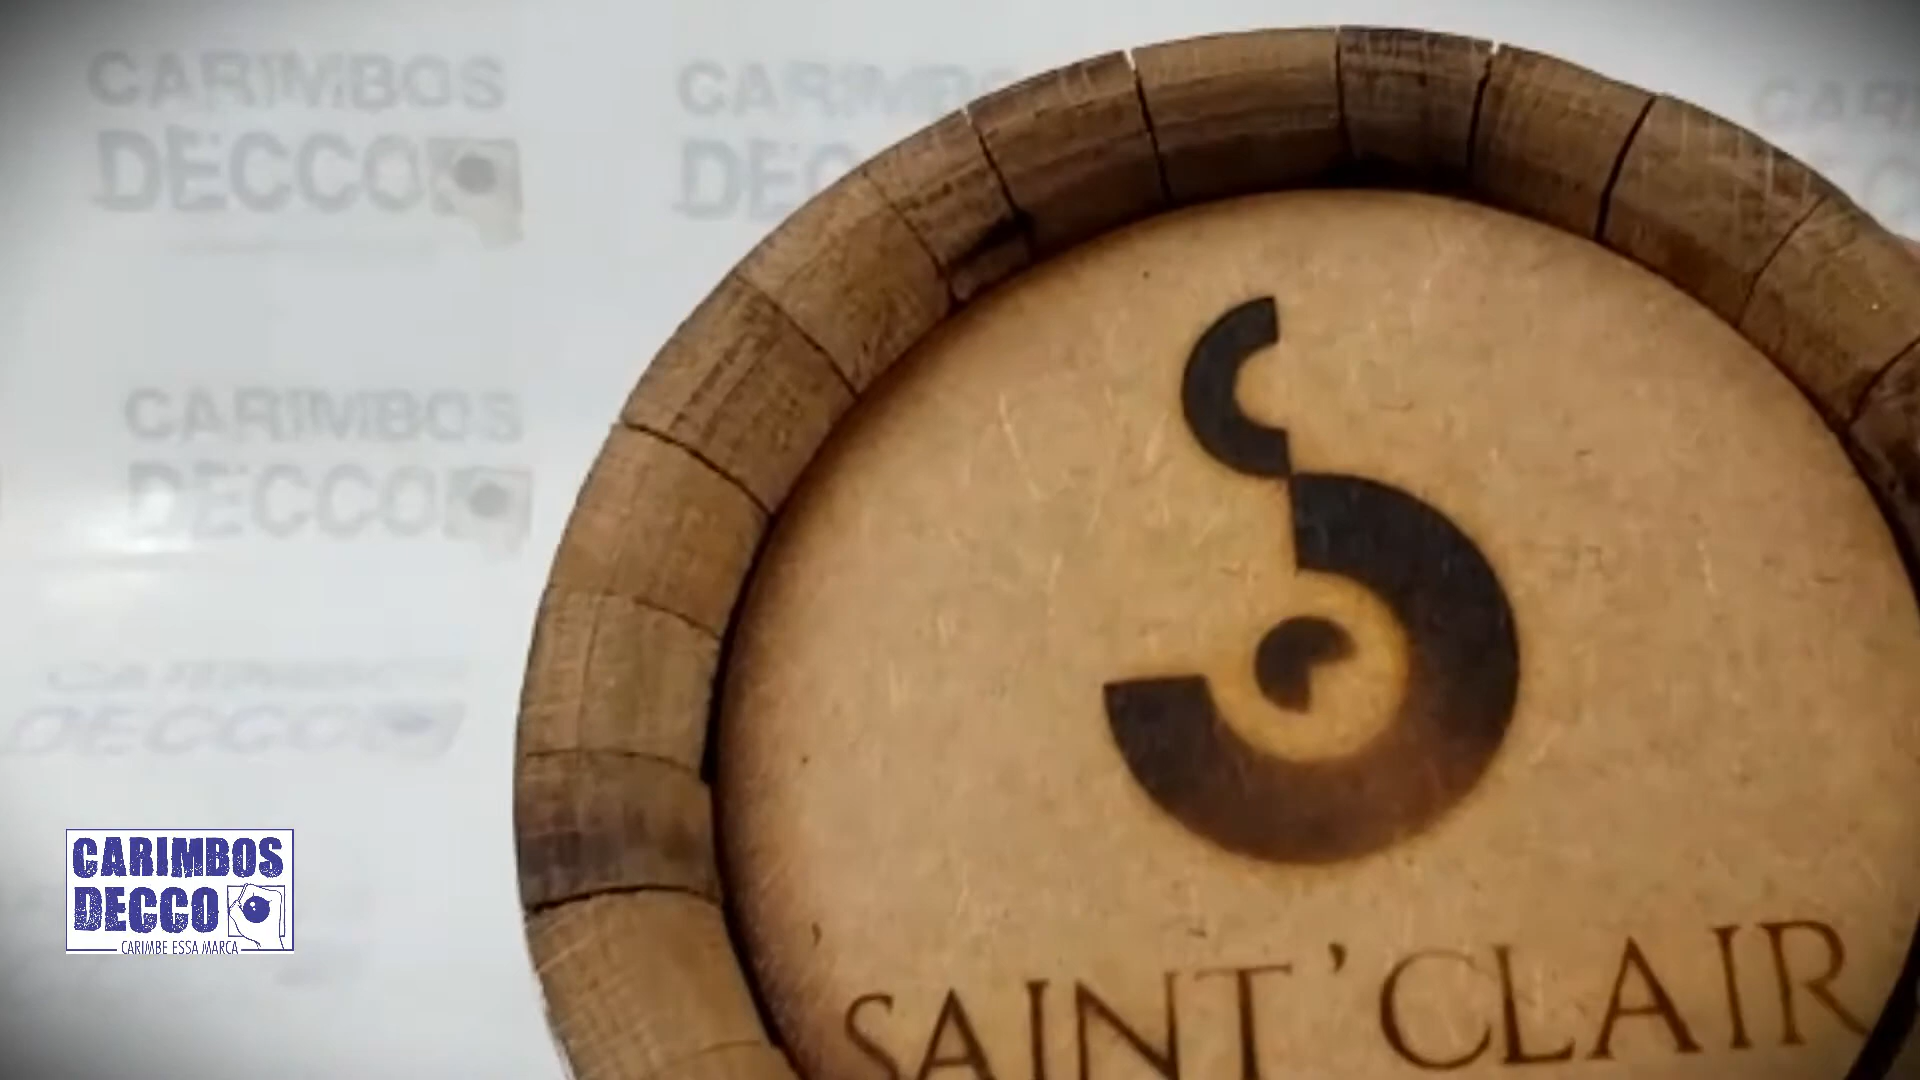 CARIMBOS
DECCO
CARIMBOS
DECCO
CARIMBOS
DECCO
CARIMBOS
DECCO
CARIMBE ESSA MARCA
SAINT'CLAIR